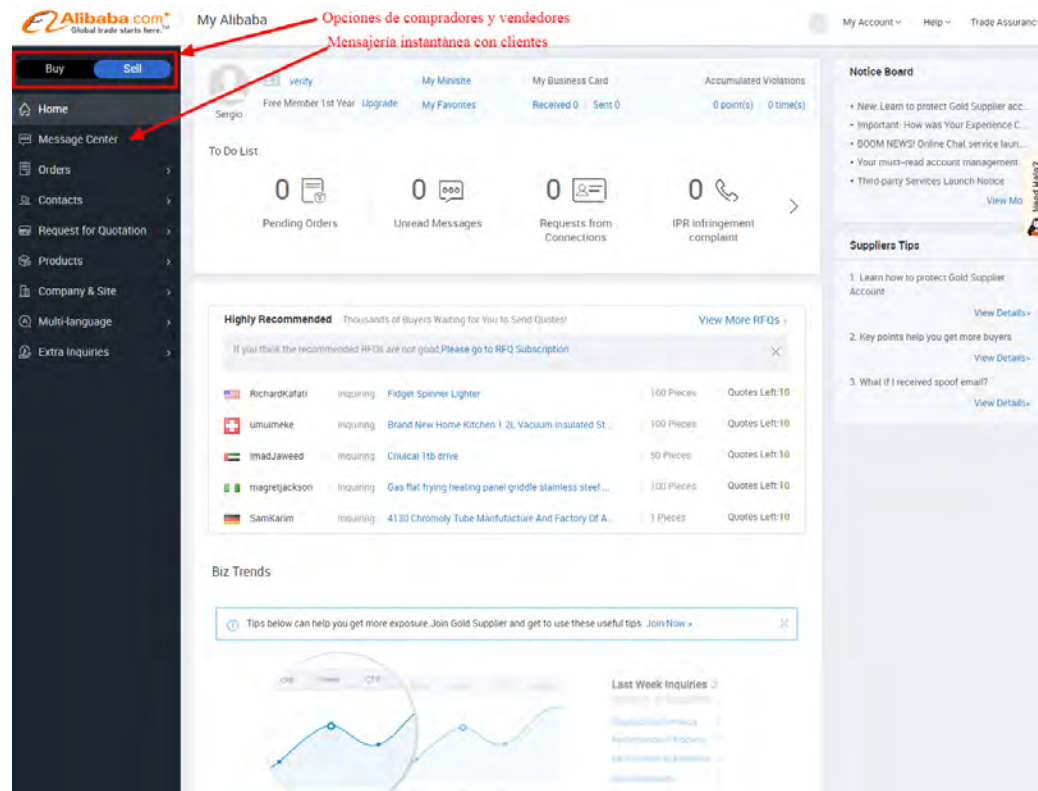 Alibaba.com
Global trade starts here.™
My Alibaba
Opciones de compradores y vendedores
Mensajería instantánea con clientes
My Account
Help
Trade Assuranc
Buy
Sell
Home
Message Center
Orders
Contacts
Request for Quotation
Products
Company & Site
Multi-language
Extra Inquiries
Sergio
verify
Free Member 1st Year Upgrade
My Minisite
My Favorites
My Business Card
Received 0 Sent 0
Accumulated Violations
0 point(s) 0 time(s)
To Do List
0
Pending Orders
0
Unread Messages
0
Requests from
Connections
0
IPR infringement
complaint
Notice Board
• New: Learn to protect Gold Supplier acc...
• Important: How was Your Experience C...
• BOOM NEWS! Online Chat service laun...
• Your must-read account management
• Third-party Services Launch Notice
View Mo
Need Help?
Suppliers Tips
1. Learn how to protect Gold Supplier
Account
View Details»
2. Key points help you get more buyers
View Details»
3. What if I received spoof email?
View Details»
Highly Recommended Thousands of Buyers Waiting for You to Send Quotes!
View More RFQs
If you think the recommended RFQs are not good,Please go to RFQ Subscription
RichardKafati Inquiring Fidget Spinner Lighter 100 Pieces Quotes Left:10
umuimeke Inquiring Brand New Home Kitchen 1.2L Vacuum Insulated St... 100 Pieces Quotes Left:10
ImadJaweed Inquiring 1tb drive 50 Pieces Quotes Left:10
magretjackson Inquiring Gas flat frying heating panel griddle stainless steel ... 100 Pieces Quotes Left:10
SamKarim Inquiring 4130 Chromoly Tube Manfufacture And Factory Of A... 1 Pieces Quotes Left:10
Biz Trends
Tips below can help you get more exposure.Join Gold Supplier and get to use these useful tips. Join Now »
CTR
Last Week Inquiries